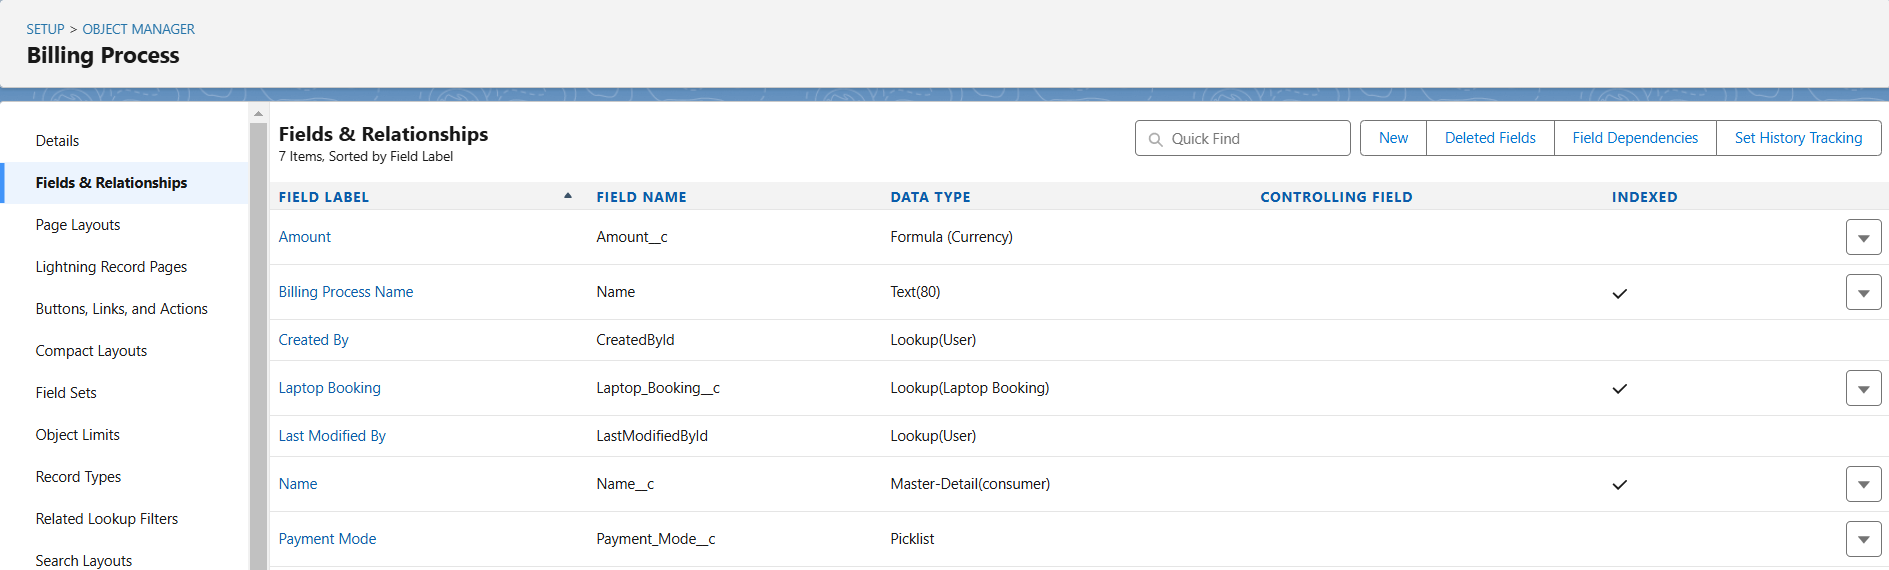 SETUP > OBJECT MANAGER
Billing Process
Details
Fields & Relationships
Page Layouts
Lightning Record Pages
Buttons, Links, and Actions
Compact Layouts
Field Sets
Object Limits
Record Types
Related Lookup Filters
Search Layouts
Fields & Relationships
7 Items, Sorted by Field Label
Quick Find
New Deleted Fields Field Dependencies Set History Tracking
FIELD LABEL FIELD NAME DATA TYPE CONTROLLING FIELD INDEXED
Amount Amount__c Formula (Currency)
Billing Process Name Name Text(80)
Created By CreatedById Lookup(User)
Laptop Booking Laptop_Booking__c Lookup(Laptop Booking)
Last Modified By LastModifiedById Lookup(User)
Name Name__c Master-Detail(consumer)
Payment Mode Payment_Mode__c Picklist